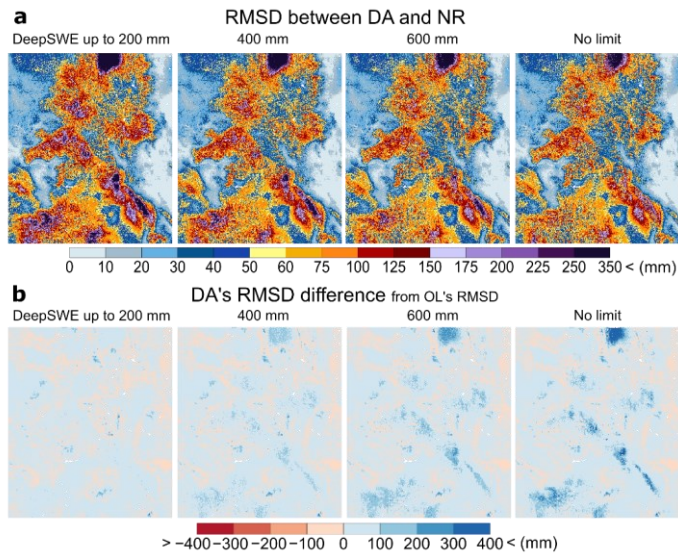 a RMSD between DA and NR
DeepSWE up to 200 mm 400 mm 600 mm No limit
0 10 20 30 40 50 60 75 100 125 150 175 200 225 250 350 < (mm)
b DA's RMSD difference from OL's RMSD
DeepSWE up to 200 mm 400 mm 600 mm No limit
> −400 −300 −200 −100 0 100 200 300 400 < (mm)